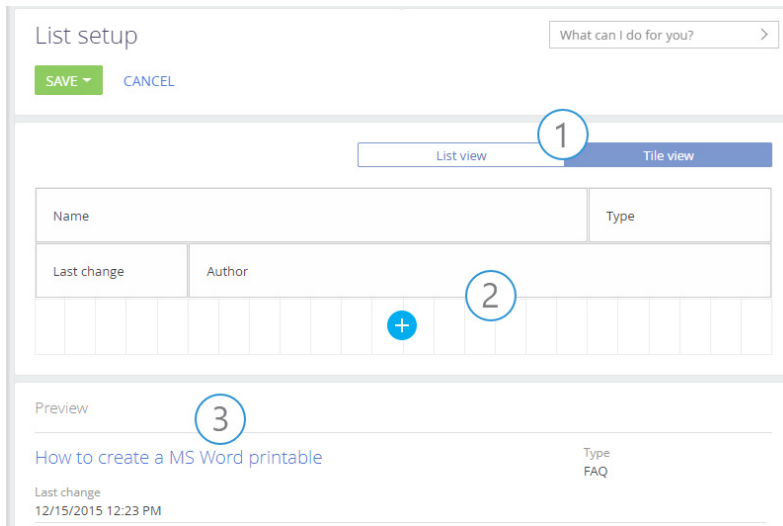 List setup
What can I do for you?
SAVE
CANCEL
1
List view
Tile view
Name
Type
Last change
Author
2
Preview
3
How to create a MS Word printable
Type
FAQ
Last change
12/15/2015 12:23 PM